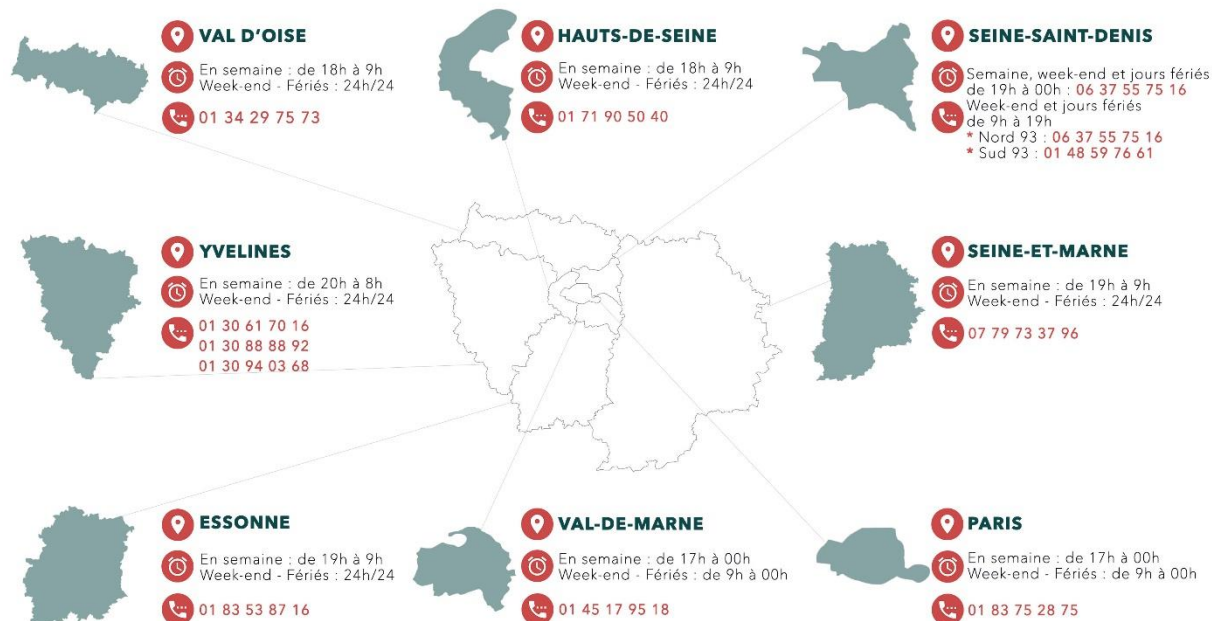 VAL D'OISE
En semaine : de 18h à 9h
Week-end - Fériés : 24h/24
01 34 29 75 73
HAUTS-DE-SEINE
En semaine : de 18h à 9h
Week-end - Fériés : 24h/24
01 71 90 50 40
SEINE-SAINT-DENIS
Semaine, week-end et jours fériés
de 19h à 00h : 06 37 55 75 16
Week-end et jours fériés
de 9h à 19h
* Nord 93 : 06 37 55 75 16
* Sud 93 : 01 48 59 76 61
YVELINES
En semaine : de 20h à 8h
Week-end - Fériés : 24h/24
01 30 61 70 16
01 30 88 88 92
01 30 94 03 68
SEINE-ET-MARNE
En semaine : de 19h à 9h
Week-end - Fériés : 24h/24
07 79 73 37 96
ESSONNE
En semaine : de 19h à 9h
Week-end - Fériés : 24h/24
01 83 53 87 16
VAL-DE-MARNE
En semaine : de 17h à 00h
Week-end - Fériés : de 9h à 00h
01 45 17 95 18
PARIS
En semaine : de 17h à 00h
Week-end - Fériés : de 9h à 00h
01 83 75 28 75